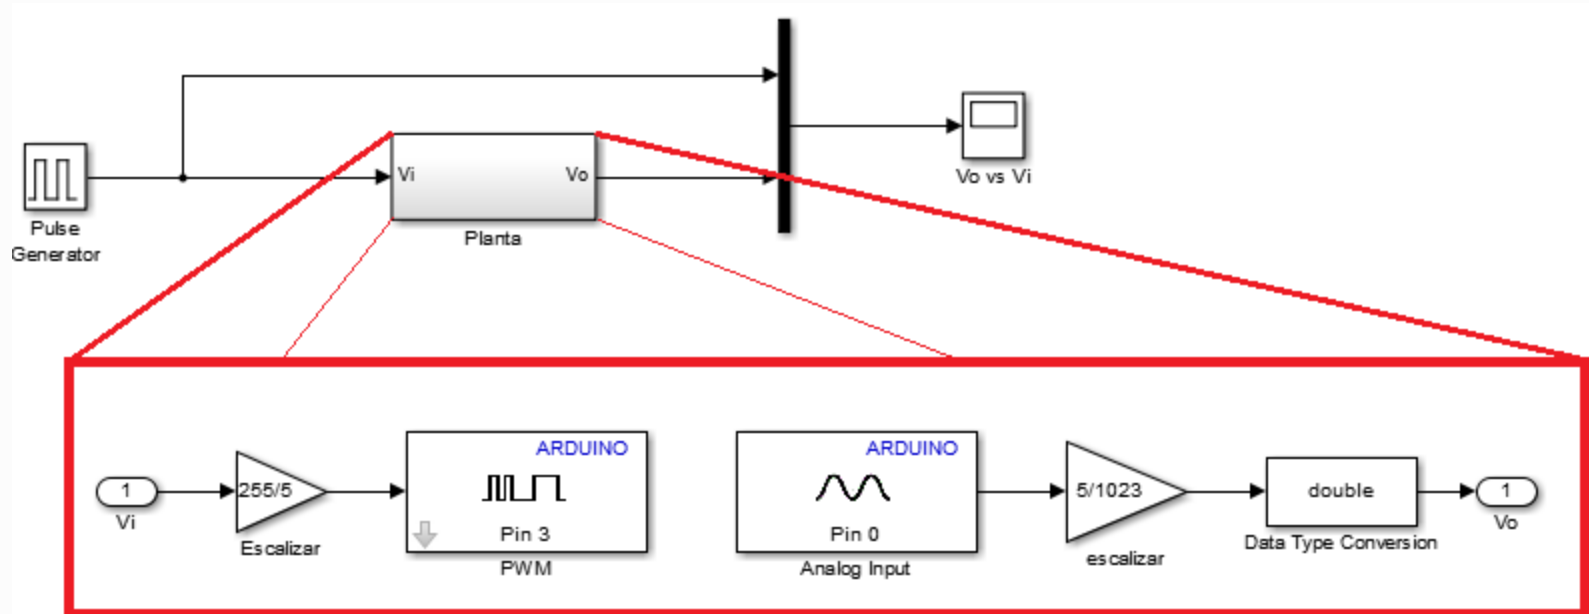 Pulse
Generator
Vi
Vo
Planta
Vo vs Vi
1
Vi
255/5
Escalizar
ARDUINO
Pin 3
PWM
ARDUINO
Pin 0
Analog Input
5/1023
escalizar
double
Data Type Conversion
1
Vo